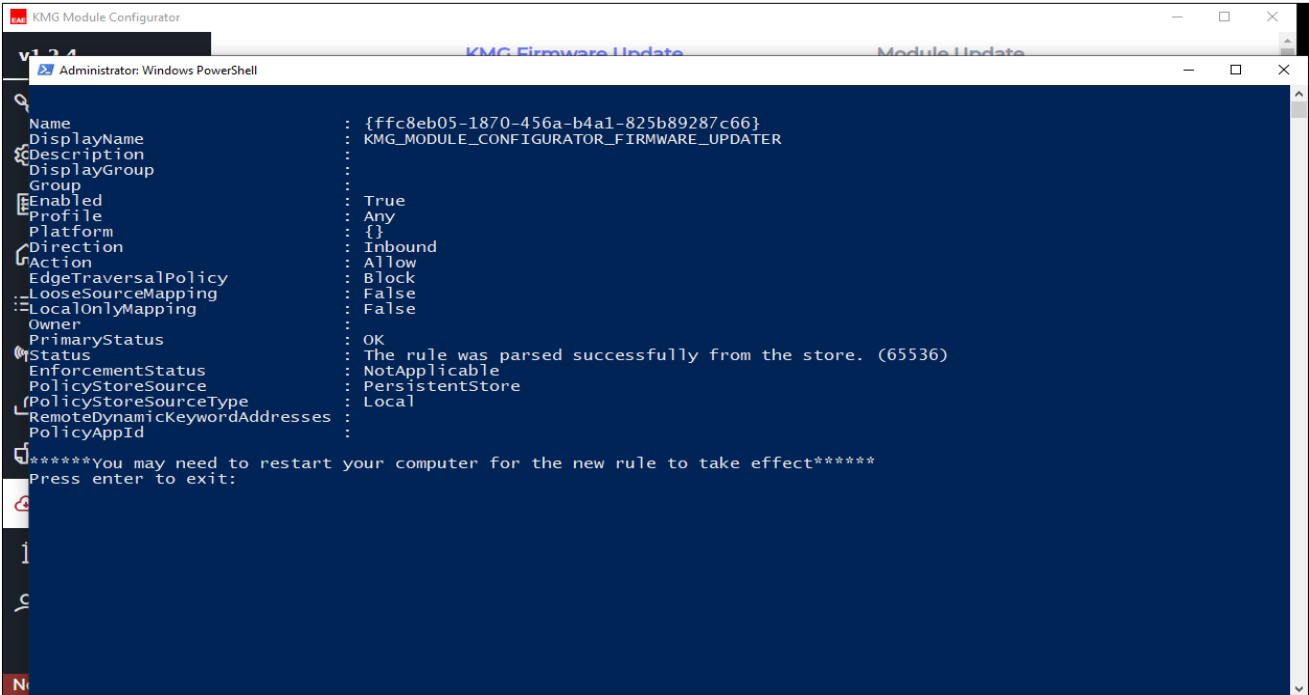 EAE KMG Module Configurator
KMG Firmware Update Module Update
Administrator: Windows PowerShell
Name : {ffc8eb05-1870-456a-b4a1-825b89287c66}
DisplayName : KMG_MODULE_CONFIGURATOR_FIRMWARE_UPDATER
Description :
DisplayGroup :
Group :
Enabled : True
Profile : Any
Platform : {}
Direction : Inbound
Action : Allow
EdgeTraversalPolicy : Block
LooseSourceMapping : False
LocalOnlyMapping : False
Owner :
PrimaryStatus : OK
Status : The rule was parsed successfully from the store. (65536)
EnforcementStatus : NotApplicable
PolicyStoreSource : PersistentStore
PolicyStoreSourceType : Local
RemoteDynamicKeywordAddresses :
PolicyAppId :
******You may need to restart your computer for the new rule to take effect******
Press enter to exit: